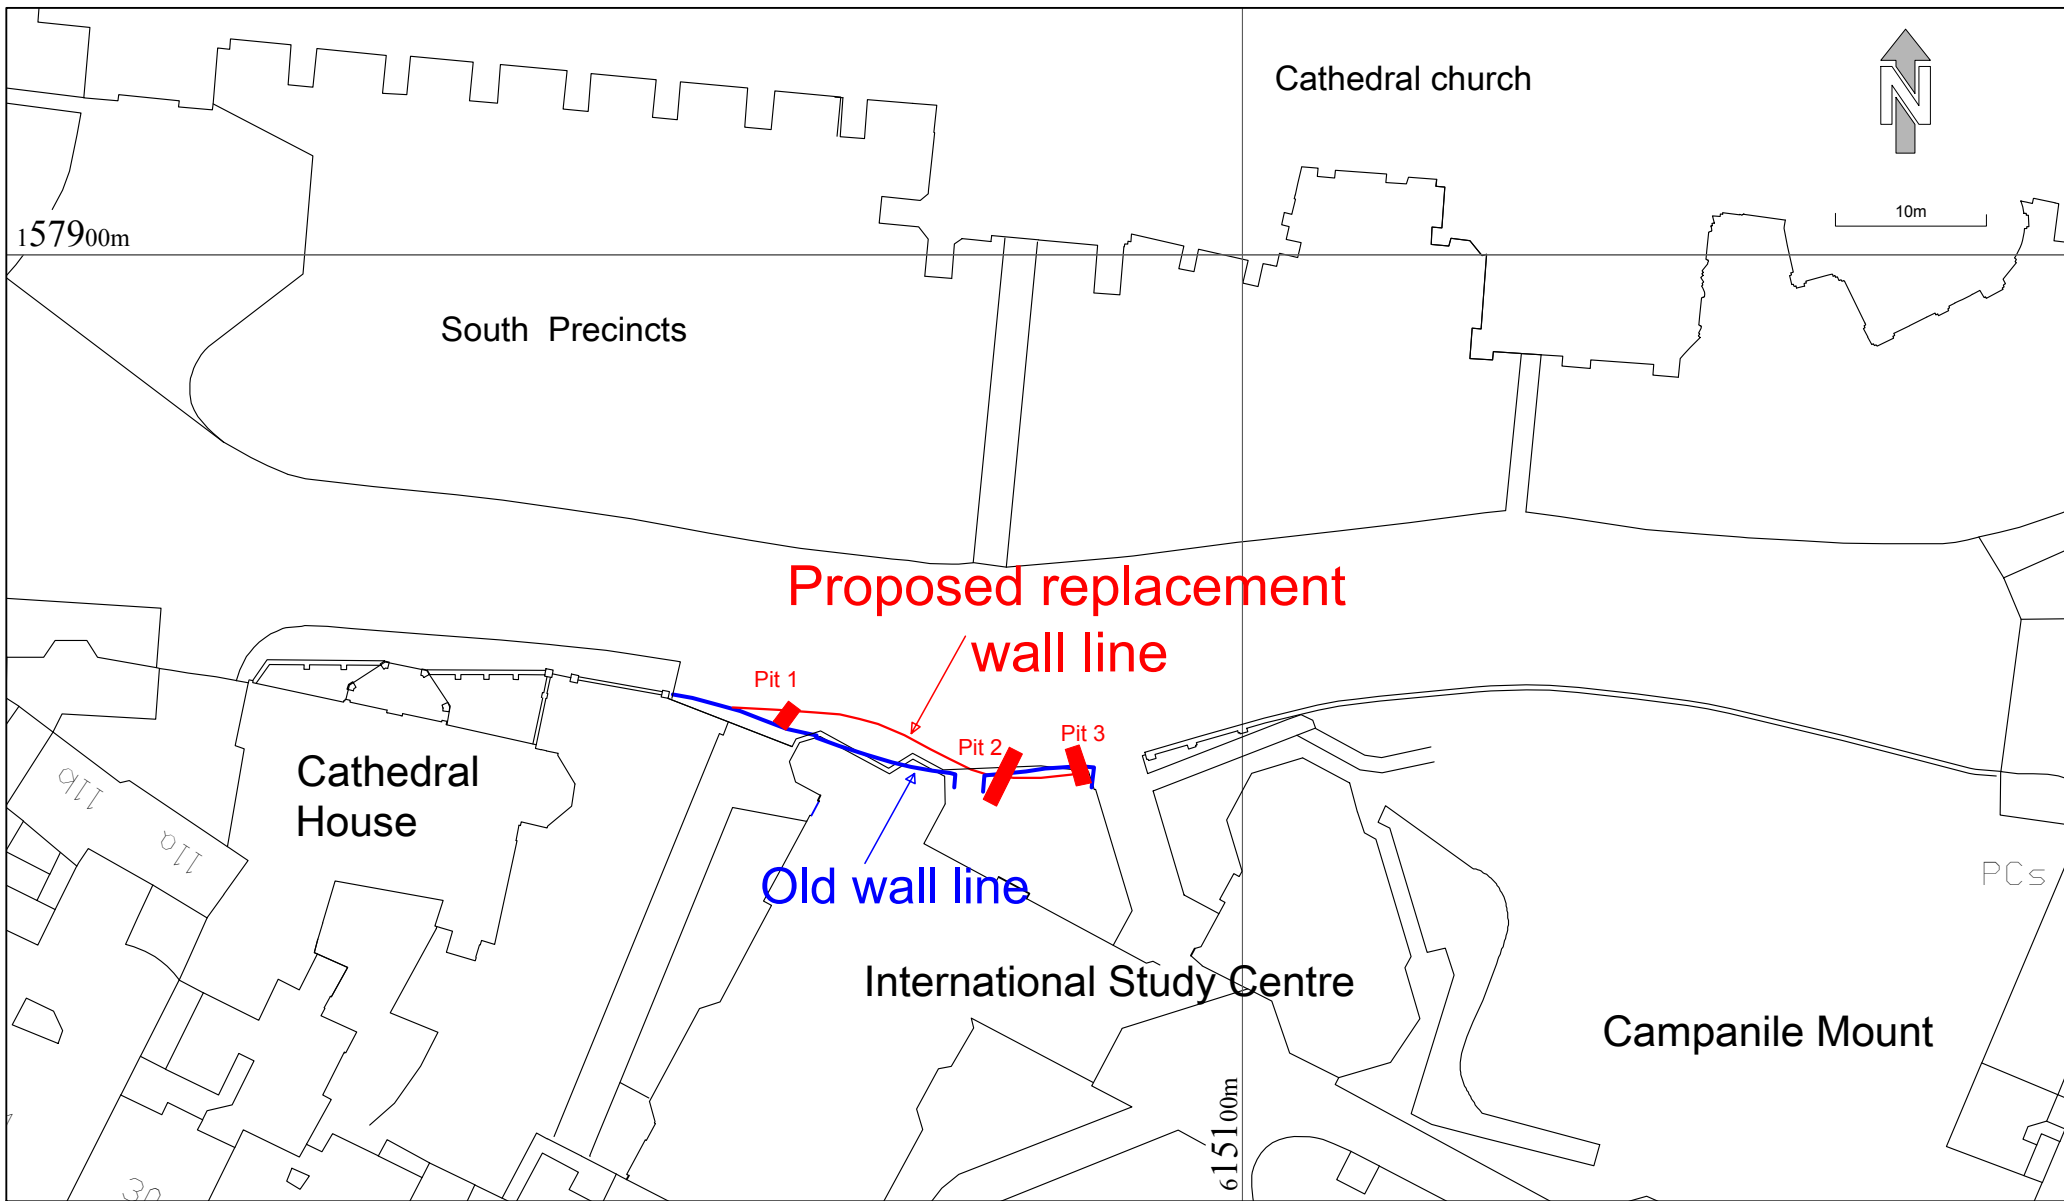 Cathedral church
N
10m
157900m
South  Precincts
Proposed replacement
wall line
Pit 1
Pit 2
Pit 3
Cathedral
House
11b
11a
Old wall line
PCs
International Study Centre
Campanile Mount
615100m
30